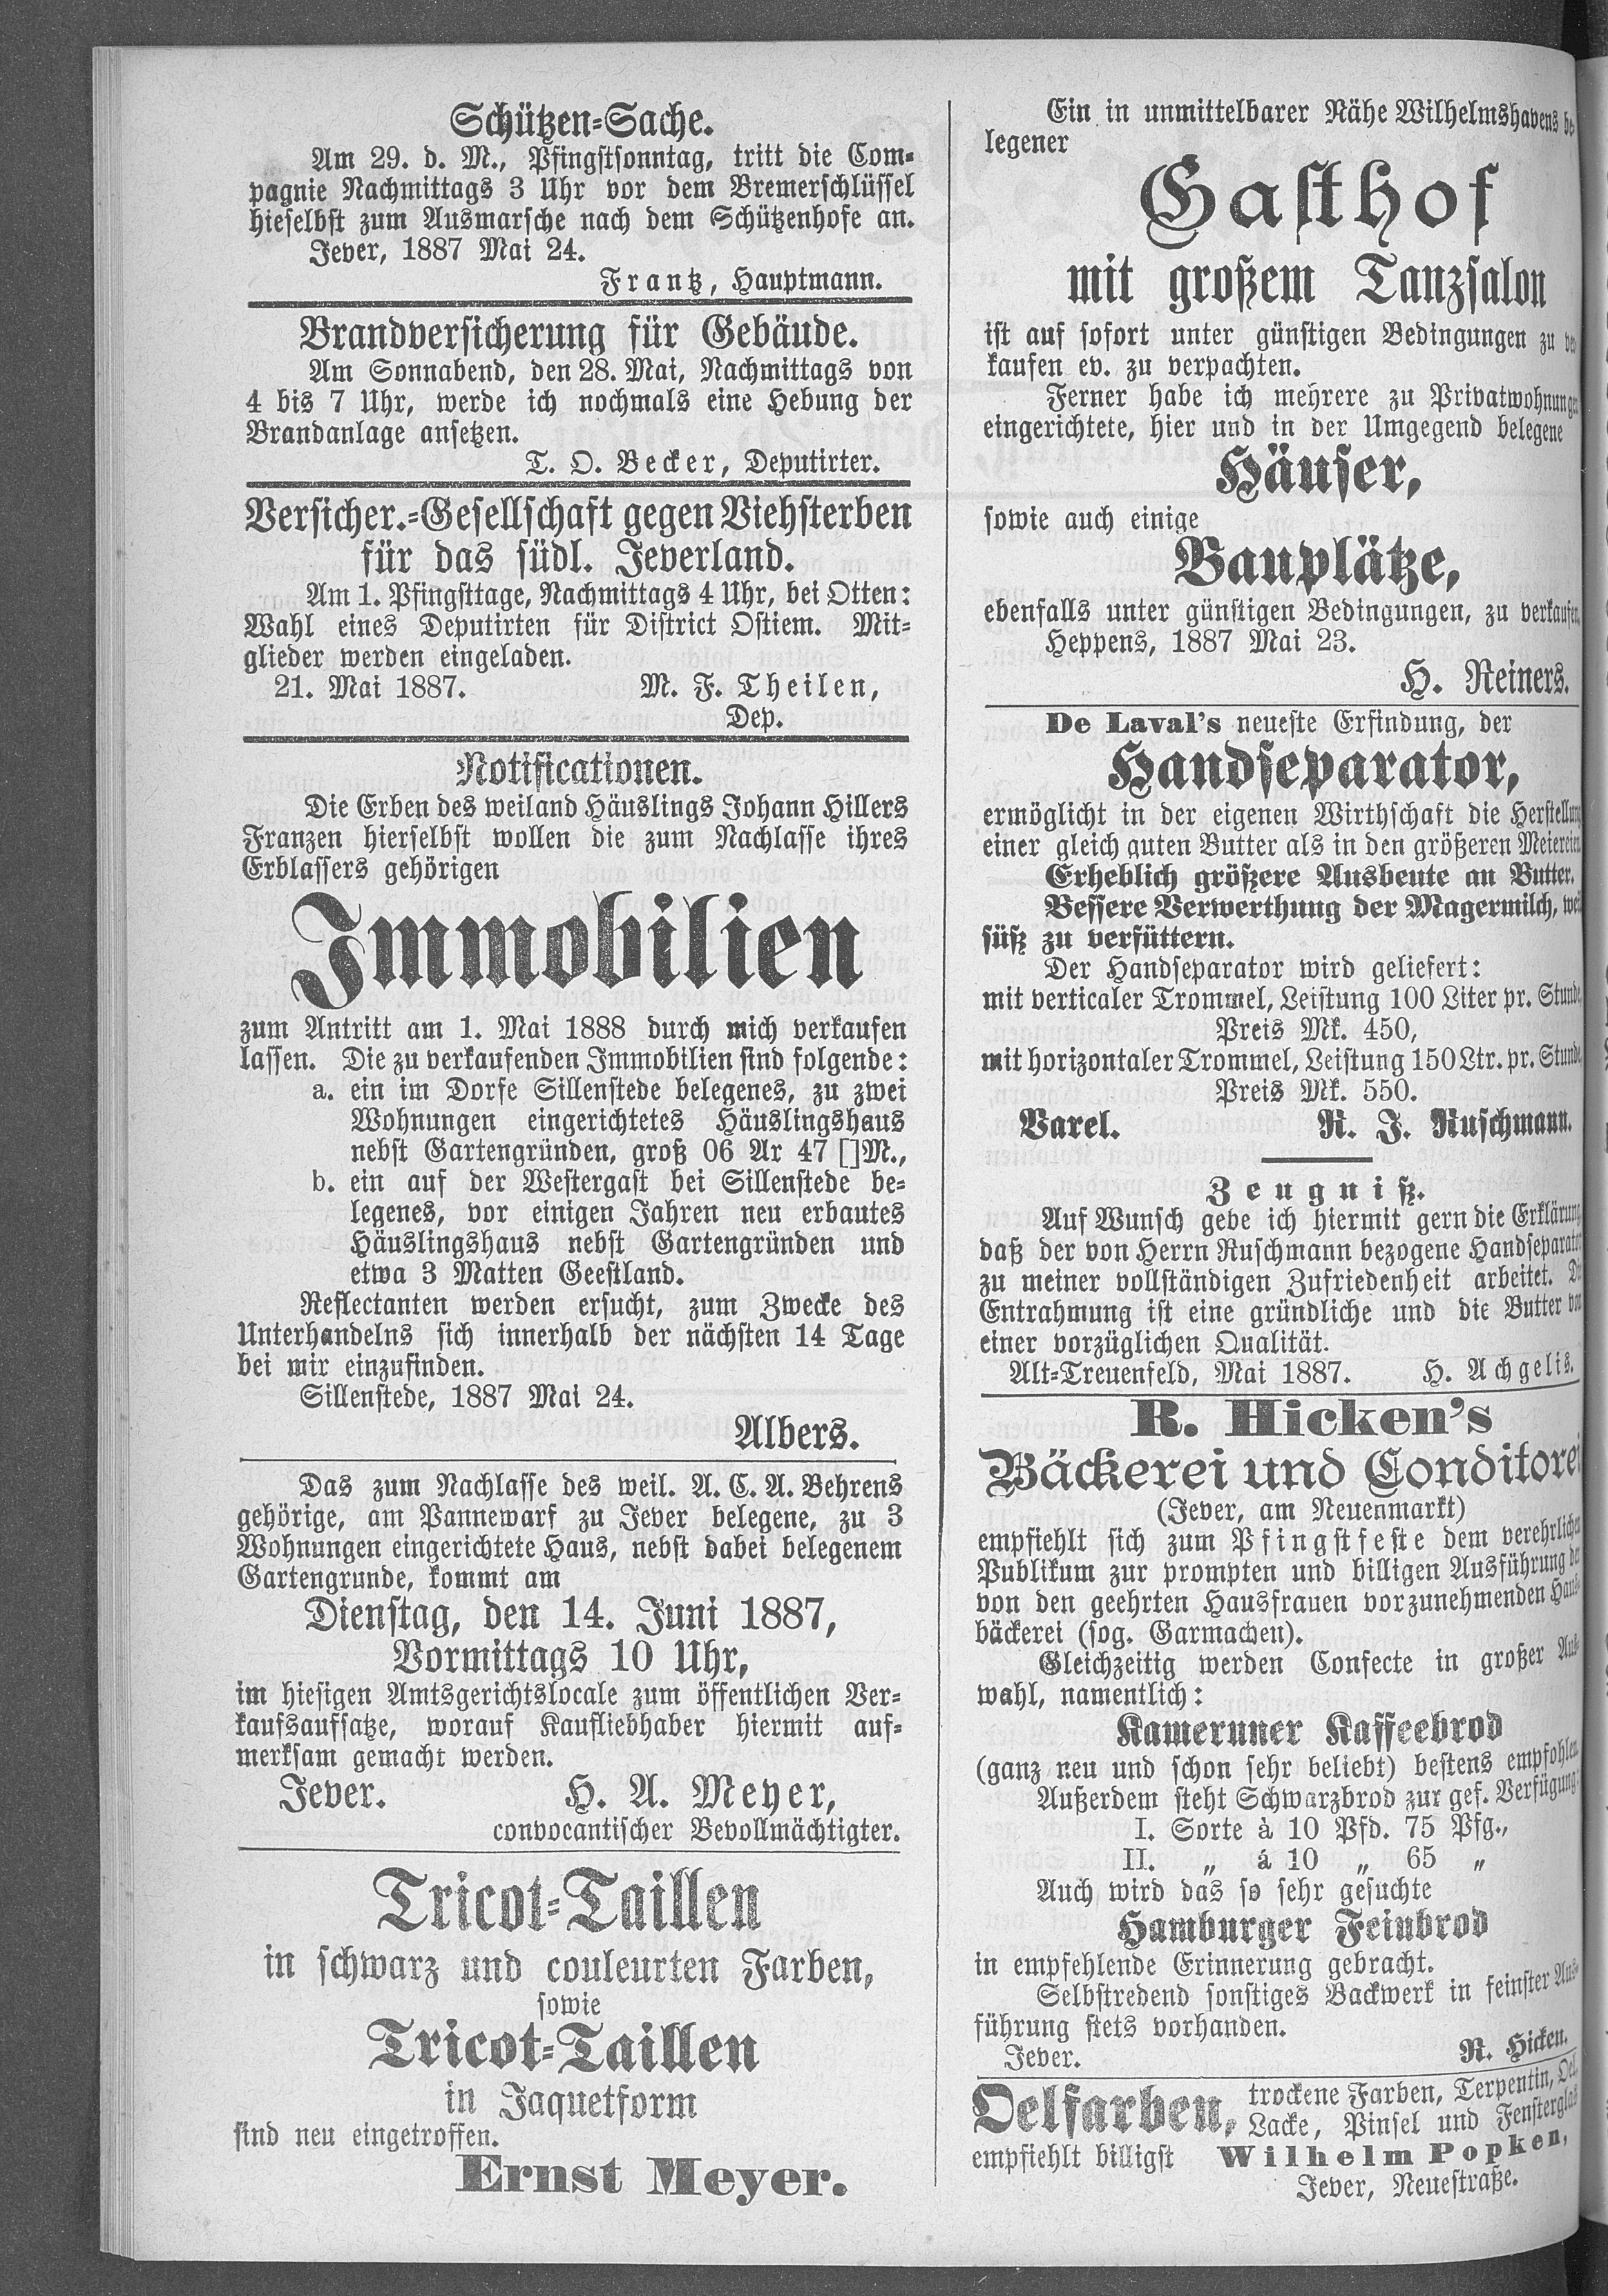 Schützen-Sache.
Am 29. d. M., Pfingstsonntag, tritt die Com-
pagnie Nachmittags 3 Uhr vor dem Bremerschlüssel
hieselbst zum Ausmarsche nach dem Schützenhofe an.
Jever, 1887 Mai 24.
Frantz, Hauptmann.
Brandversicherung für Gebäude.
Am Sonnabend, den 28. Mai, Nachmittags von
4 bis 7 Uhr, werde ich nochmals eine Hebung der
Brandanlage ansetzen.
T. O. Becker, Deputirter.
Versicher.-Gesellschaft gegen Viehsterben
für das südl. Jeverland.
Am 1. Pfingsttage, Nachmittags 4 Uhr, bei Otten:
Wahl eines Deputirten für District Ostiem. Mit-
glieder werden eingeladen.
21. Mai 1887. M. F. Theilen,
Dep.
Notificationen.
Die Erben des weiland Häuslings Johann Hillers
Franzen hierselbst wollen die zum Nachlasse ihres
Erblassers gehörigen
Immobilien
zum Antritt am 1. Mai 1888 durch mich verkaufen
lassen. Die zu verkaufenden Immobilien sind folgende:
a. ein im Dorfe Sillenstede belegenes, zu zwei
Wohnungen eingerichtetes Häuslingshaus
nebst Gartengründen, groß 06 Ar 47 []M.,
b. ein auf der Westergast bei Sillenstede be-
legenes, vor einigen Jahren neu erbautes
Häuslingshaus nebst Gartengründen und
etwa 3 Matten Geestland.
Reflectanten werden ersucht, zum Zwecke des
Unterhandelns sich innerhalb der nächsten 14 Tage
bei mir einzufinden.
Sillenstede, 1887 Mai 24.
Albers.
Das zum Nachlasse des weil. A. C. A. Behrens
gehörige, am Pannewarf zu Jever belegene, zu 3
Wohnungen eingerichtete Haus, nebst dabei belegenem
Gartengrunde, kommt am
Dienstag, den 14. Juni 1887,
Vormittags 10 Uhr,
im hiesigen Amtsgerichtslocale zum öffentlichen Ver-
kaufsaufsatze, worauf Kaufliebhaber hiermit auf-
merksam gemacht werden.
Jever. H. A. Meyer,
convocantischer Bevollmächtigter.
Tricot-Taillen
in schwarz und couleurten Farben,
sowie
Tricot-Taillen
in Jaquetform
sind neu eingetroffen.
Ernst Meyer.
Ein in unmittelbarer Nähe Wilhelmshavens be-
legener
Gasthof
mit großem Tanzsalon
ist auf sofort unter günstigen Bedingungen zu ver-
kaufen ev. zu verpachten.
Ferner habe ich mehrere zu Privatwohnungen
eingerichtete, hier und in der Umgegend belegene
Häuser,
sowie auch einige
Bauplätze,
ebenfalls unter günstigen Bedingungen, zu verkaufen.
Heppens, 1887 Mai 23.
H. Reiners.
De Laval's neueste Erfindung, der
Handseparator,
ermöglicht in der eigenen Wirthschaft die Herstellung
einer gleich guten Butter als in den größeren Meiereien.
Erheblich größere Ausbeute an Butter.
Bessere Verwerthung der Magermilch, weil
süß zu verfüttern.
Der Handseparator wird geliefert:
mit verticaler Trommel, Leistung 100 Liter pr. Stunde,
Preis Mk. 450,
mit horizontaler Trommel, Leistung 150 Ltr. pr. Stunde,
Preis Mk. 550.
Varel. R. J. Ruschmann.
Zeugniß.
Auf Wunsch gebe ich hiermit gern die Erklärung,
daß der von Herrn Ruschmann bezogene Handseparator
zu meiner vollständigen Zufriedenheit arbeitet. Die
Entrahmung ist eine gründliche und die Butter von
einer vorzüglichen Qualität.
Alt-Treuenfeld, Mai 1887. H. Achgelis.
R. Hicken's
Bäckerei und Conditorei
(Jever, am Neuenmarkt)
empfiehlt sich zum Pfingstfeste dem verehrlichen
Publikum zur prompten und billigen Ausführung der
von den geehrten Hausfrauen vorzunehmenden Haus-
bäckerei (sog. Garmachen).
Gleichzeitig werden Confecte in großer Aus-
wahl, namentlich:
Kameruner Kaffeebrod
(ganz neu und schon sehr beliebt) bestens empfohlen.
Außerdem steht Schwarzbrod zur gef. Verfügung:
I. Sorte à 10 Pfd. 75 Pfg.,
II. „ á 10 „ 65 „
Auch wird das so sehr gesuchte
Hamburger Feinbrod
in empfehlende Erinnerung gebracht.
Selbstredend sonstiges Backwerk in feinster Aus-
führung stets vorhanden.
Jever. R. Hicken.
Oelfarben, trockene Farben, Terpentin, Oel,
Lacke, Pinsel und Fensterglas
empfiehlt billigst Wilhelm Popken,
Jever, Neuestraße.